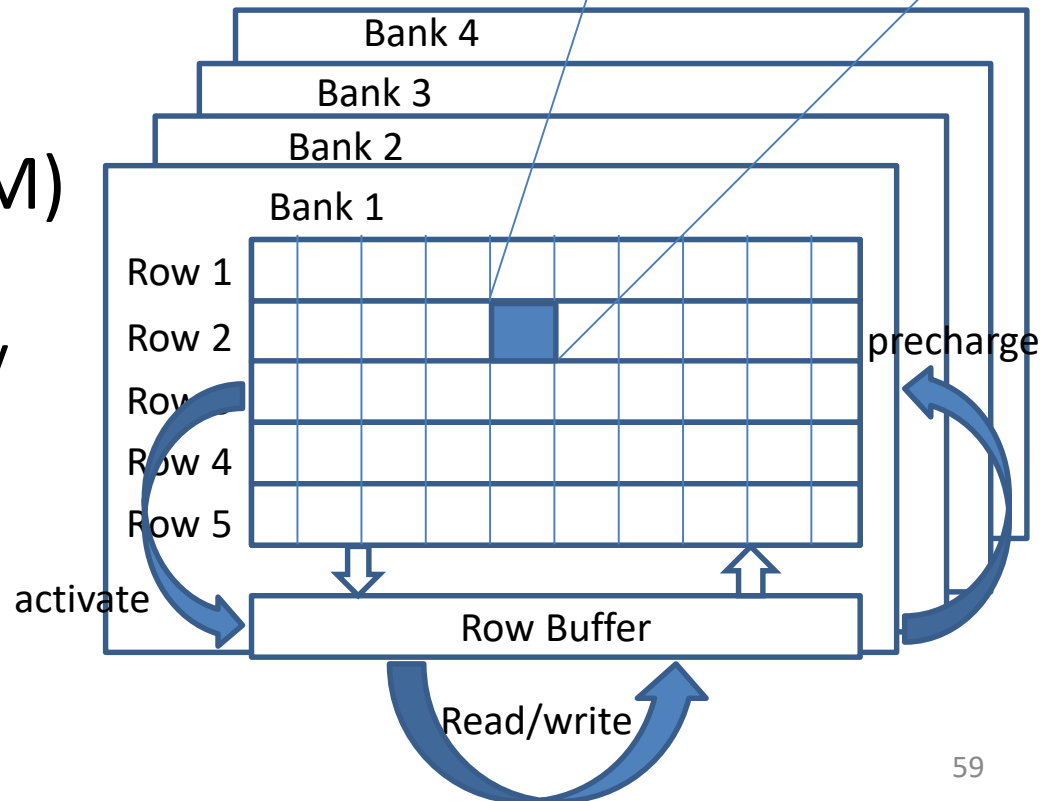 Bank 4
Bank 3
Bank 2
M)
Bank 1
Row 1
Row 2
precharge
y
Row
Row 4
Row 5
activate
Row Buffer
Read/write
59